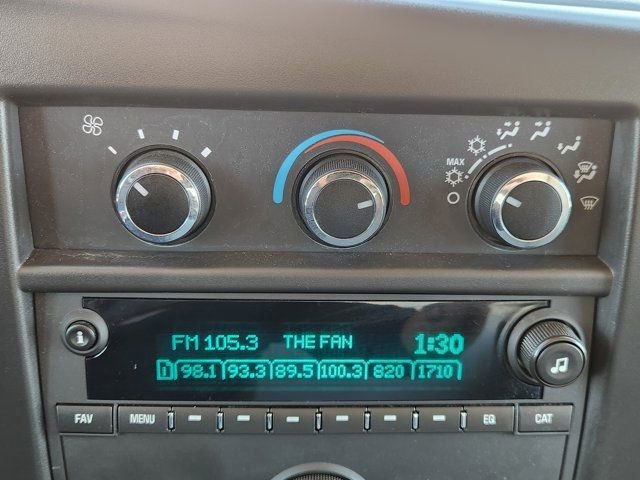 MAX
FM 105.3 THE FAN 1:30
1 98.1 93.3 89.5 100.3 820 1710
i
FAV MENU EQ CAT